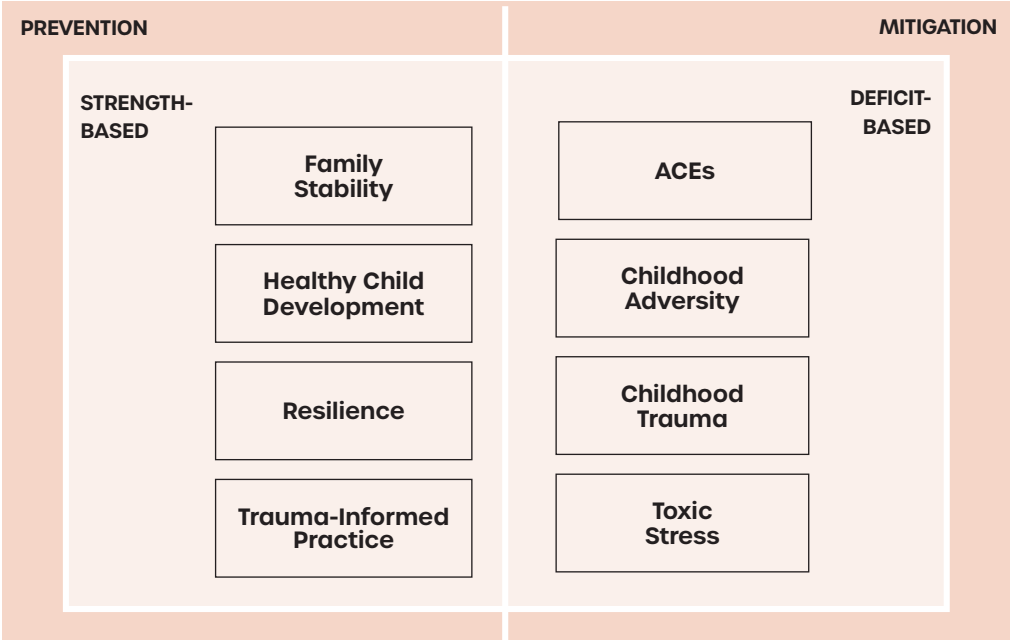 PREVENTION
MITIGATION
STRENGTH-
BASED
DEFICIT-
BASED
Family
Stability
Healthy Child
Development
Resilience
Trauma-Informed
Practice
ACEs
Childhood
Adversity
Childhood
Trauma
Toxic
Stress